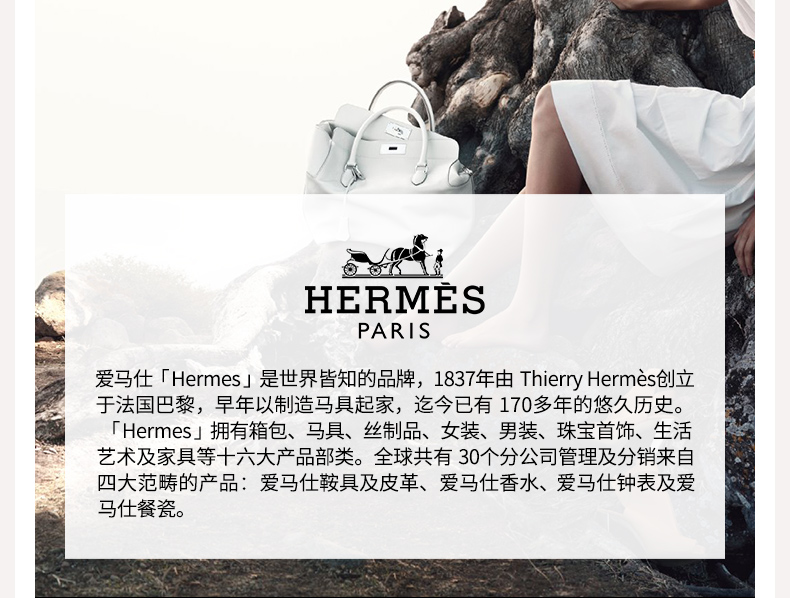 HERMÈS
PARIS
爱马仕「Hermes」是世界皆知的品牌，1837年由 Thierry Hermès创立
于法国巴黎，早年以制造马具起家，迄今已有 170多年的悠久历史。
「Hermes」拥有箱包、马具、丝制品、女装、男装、珠宝首饰、生活
艺术及家具等十六大产品部类。全球共有 30个分公司管理及分销来自
四大范畴的产品：爱马仕鞍具及皮革、爱马仕香水、爱马仕钟表及爱
马仕餐瓷。